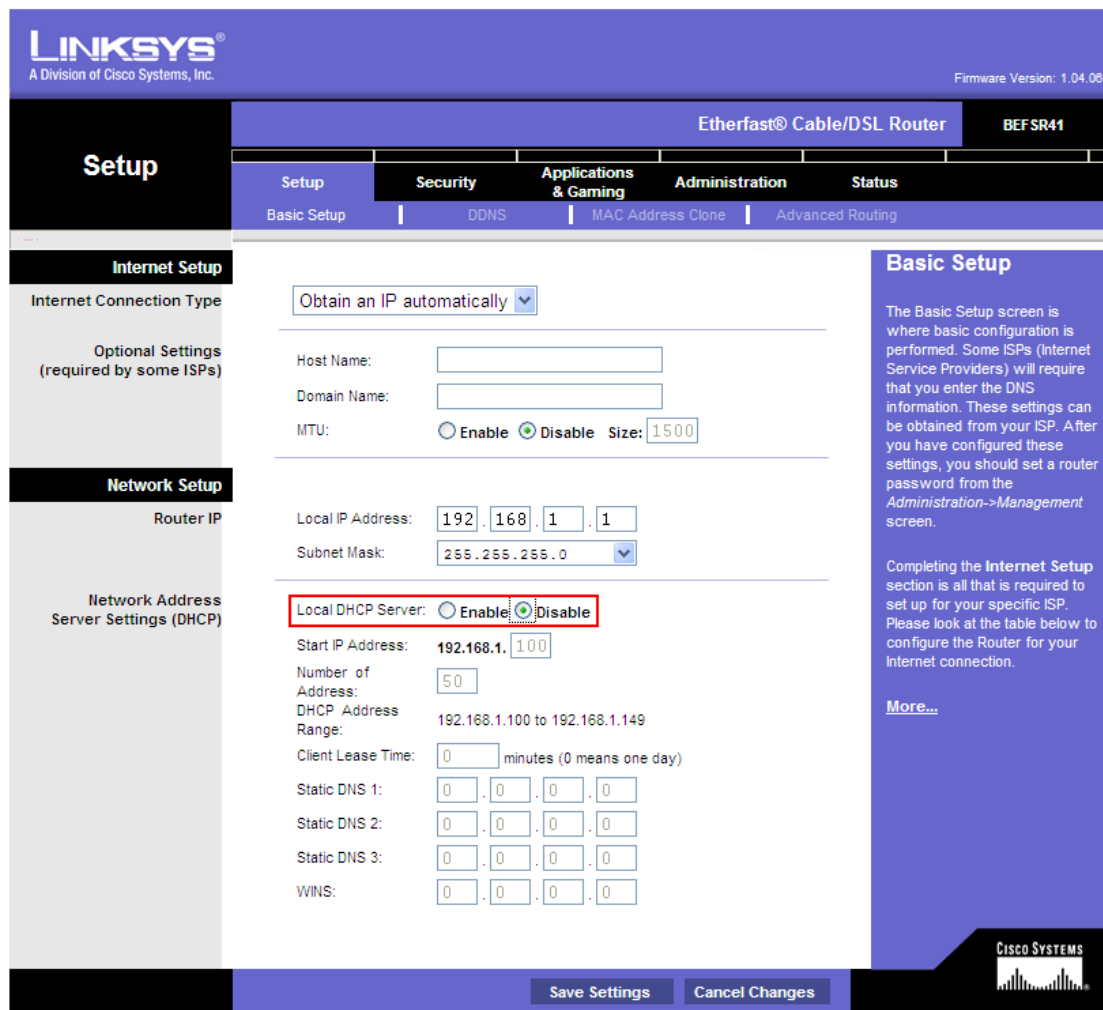 LINKSYS®
A Division of Cisco Systems, Inc.
Firmware Version: 1.04.06
Etherfast® Cable/DSL Router
BEFSR41
Setup
Setup
Security
Applications & Gaming
Administration
Status
Basic Setup
DDNS
MAC Address Clone
Advanced Routing
Internet Setup
Internet Connection Type
Obtain an IP automatically
Optional Settings
(required by some ISPs)
Host Name:
Domain Name:
MTU: Enable Disable Size: 1500
Network Setup
Router IP
Local IP Address: 192 . 168 . 1 . 1
Subnet Mask: 255.255.255.0
Network Address
Server Settings (DHCP)
Local DHCP Server: Enable Disable
Start IP Address: 192.168.1. 100
Number of
Address: 50
DHCP Address
Range: 192.168.1.100 to 192.168.1.149
Client Lease Time: 0 minutes (0 means one day)
Static DNS 1: 0 . 0 . 0 . 0
Static DNS 2: 0 . 0 . 0 . 0
Static DNS 3: 0 . 0 . 0 . 0
WINS: 0 . 0 . 0 . 0
Basic Setup
The Basic Setup screen is
where basic configuration is
performed. Some ISPs (Internet
Service Providers) will require
that you enter the DNS
information. These settings can
be obtained from your ISP. After
you have configured these
settings, you should set a router
password from the
Administration->Management
screen.
Completing the Internet Setup
section is all that is required to
set up for your specific ISP.
Please look at the table below to
configure the Router for your
Internet connection.
More...
Save Settings
Cancel Changes
CISCO SYSTEMS